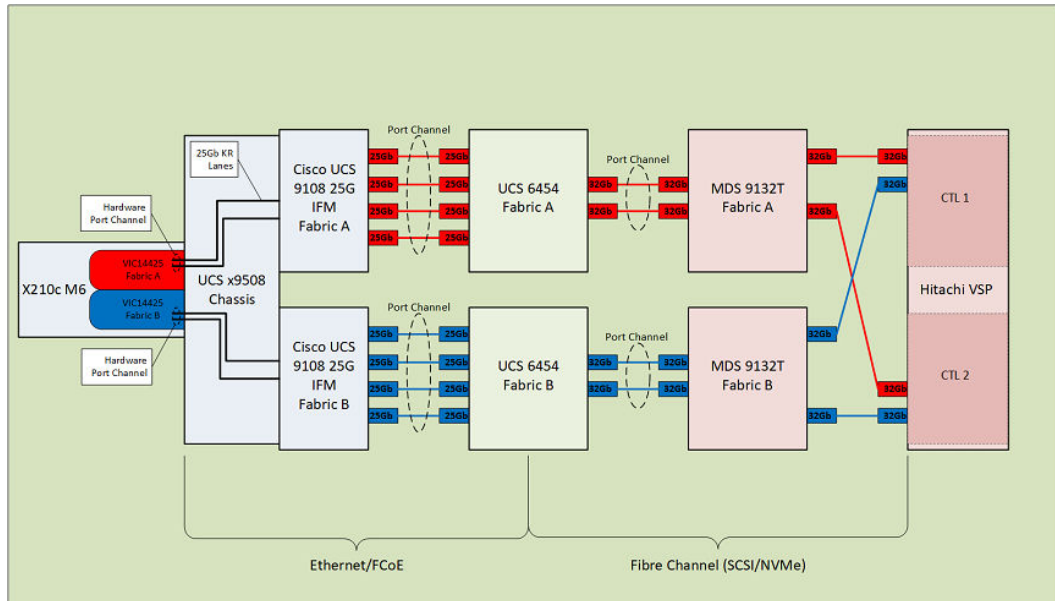 Port Channel
25Gb KR
Lanes
Cisco UCS
9108 25G
IFM
Fabric A
25Gb
25Gb
25Gb
25Gb
25Gb
25Gb
25Gb
25Gb
UCS 6454
Fabric A
Port Channel
32Gb
32Gb
32Gb
32Gb
MDS 9132T
Fabric A
32Gb
32Gb
32Gb
32Gb
CTL 1
Hardware
Port Channel
X210c M6
VIC14425
Fabric A
VIC14425
Fabric B
UCS x9508
Chassis
Hitachi VSP
Hardware
Port Channel
Port Channel
Cisco UCS
9108 25G
IFM
Fabric B
25Gb
25Gb
25Gb
25Gb
25Gb
25Gb
25Gb
25Gb
UCS 6454
Fabric B
Port Channel
32Gb
32Gb
32Gb
32Gb
MDS 9132T
Fabric B
32Gb
32Gb
32Gb
32Gb
CTL 2
Ethernet/FCoE
Fibre Channel (SCSI/NVMe)